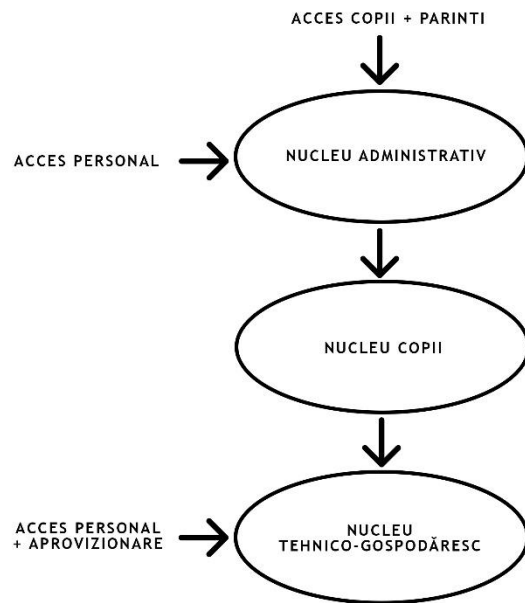 ACCES COPII + PARINTI
NUCLEU ADMINISTRATIV
ACCES PERSONAL
NUCLEU COPII
ACCES PERSONAL
+ APROVIZIONARE
NUCLEU
TEHNICO-GOSPODĂRESC